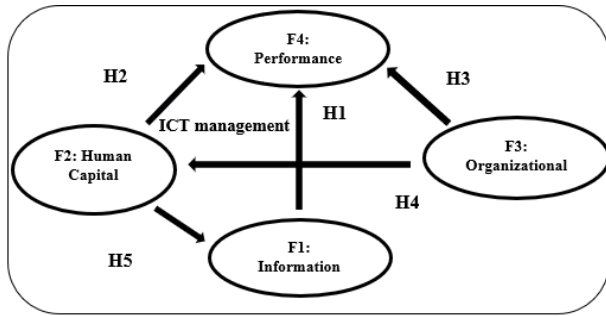 F4:
Performance
H2
H3
ICT management
H1
F2: Human
Capital
F3:
Organizational
H4
H5
F1:
Information